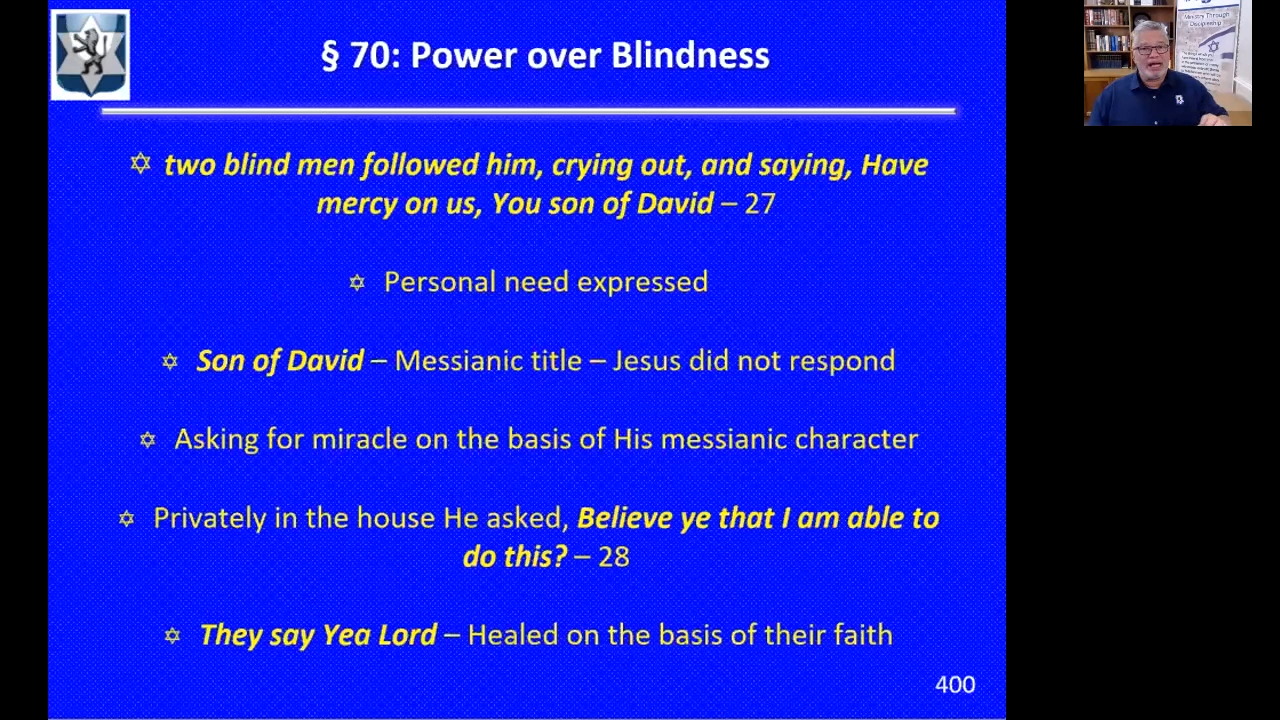 § 70: Power over Blindness
two blind men followed him, crying out, and saying, Have
mercy on us, You son of David – 27
Personal need expressed
Son of David – Messianic title – Jesus did not respond
Asking for miracle on the basis of His messianic character
Privately in the house He asked, Believe ye that I am able to
do this? – 28
They say Yea Lord – Healed on the basis of their faith
400
Ministry Through
Discipleship